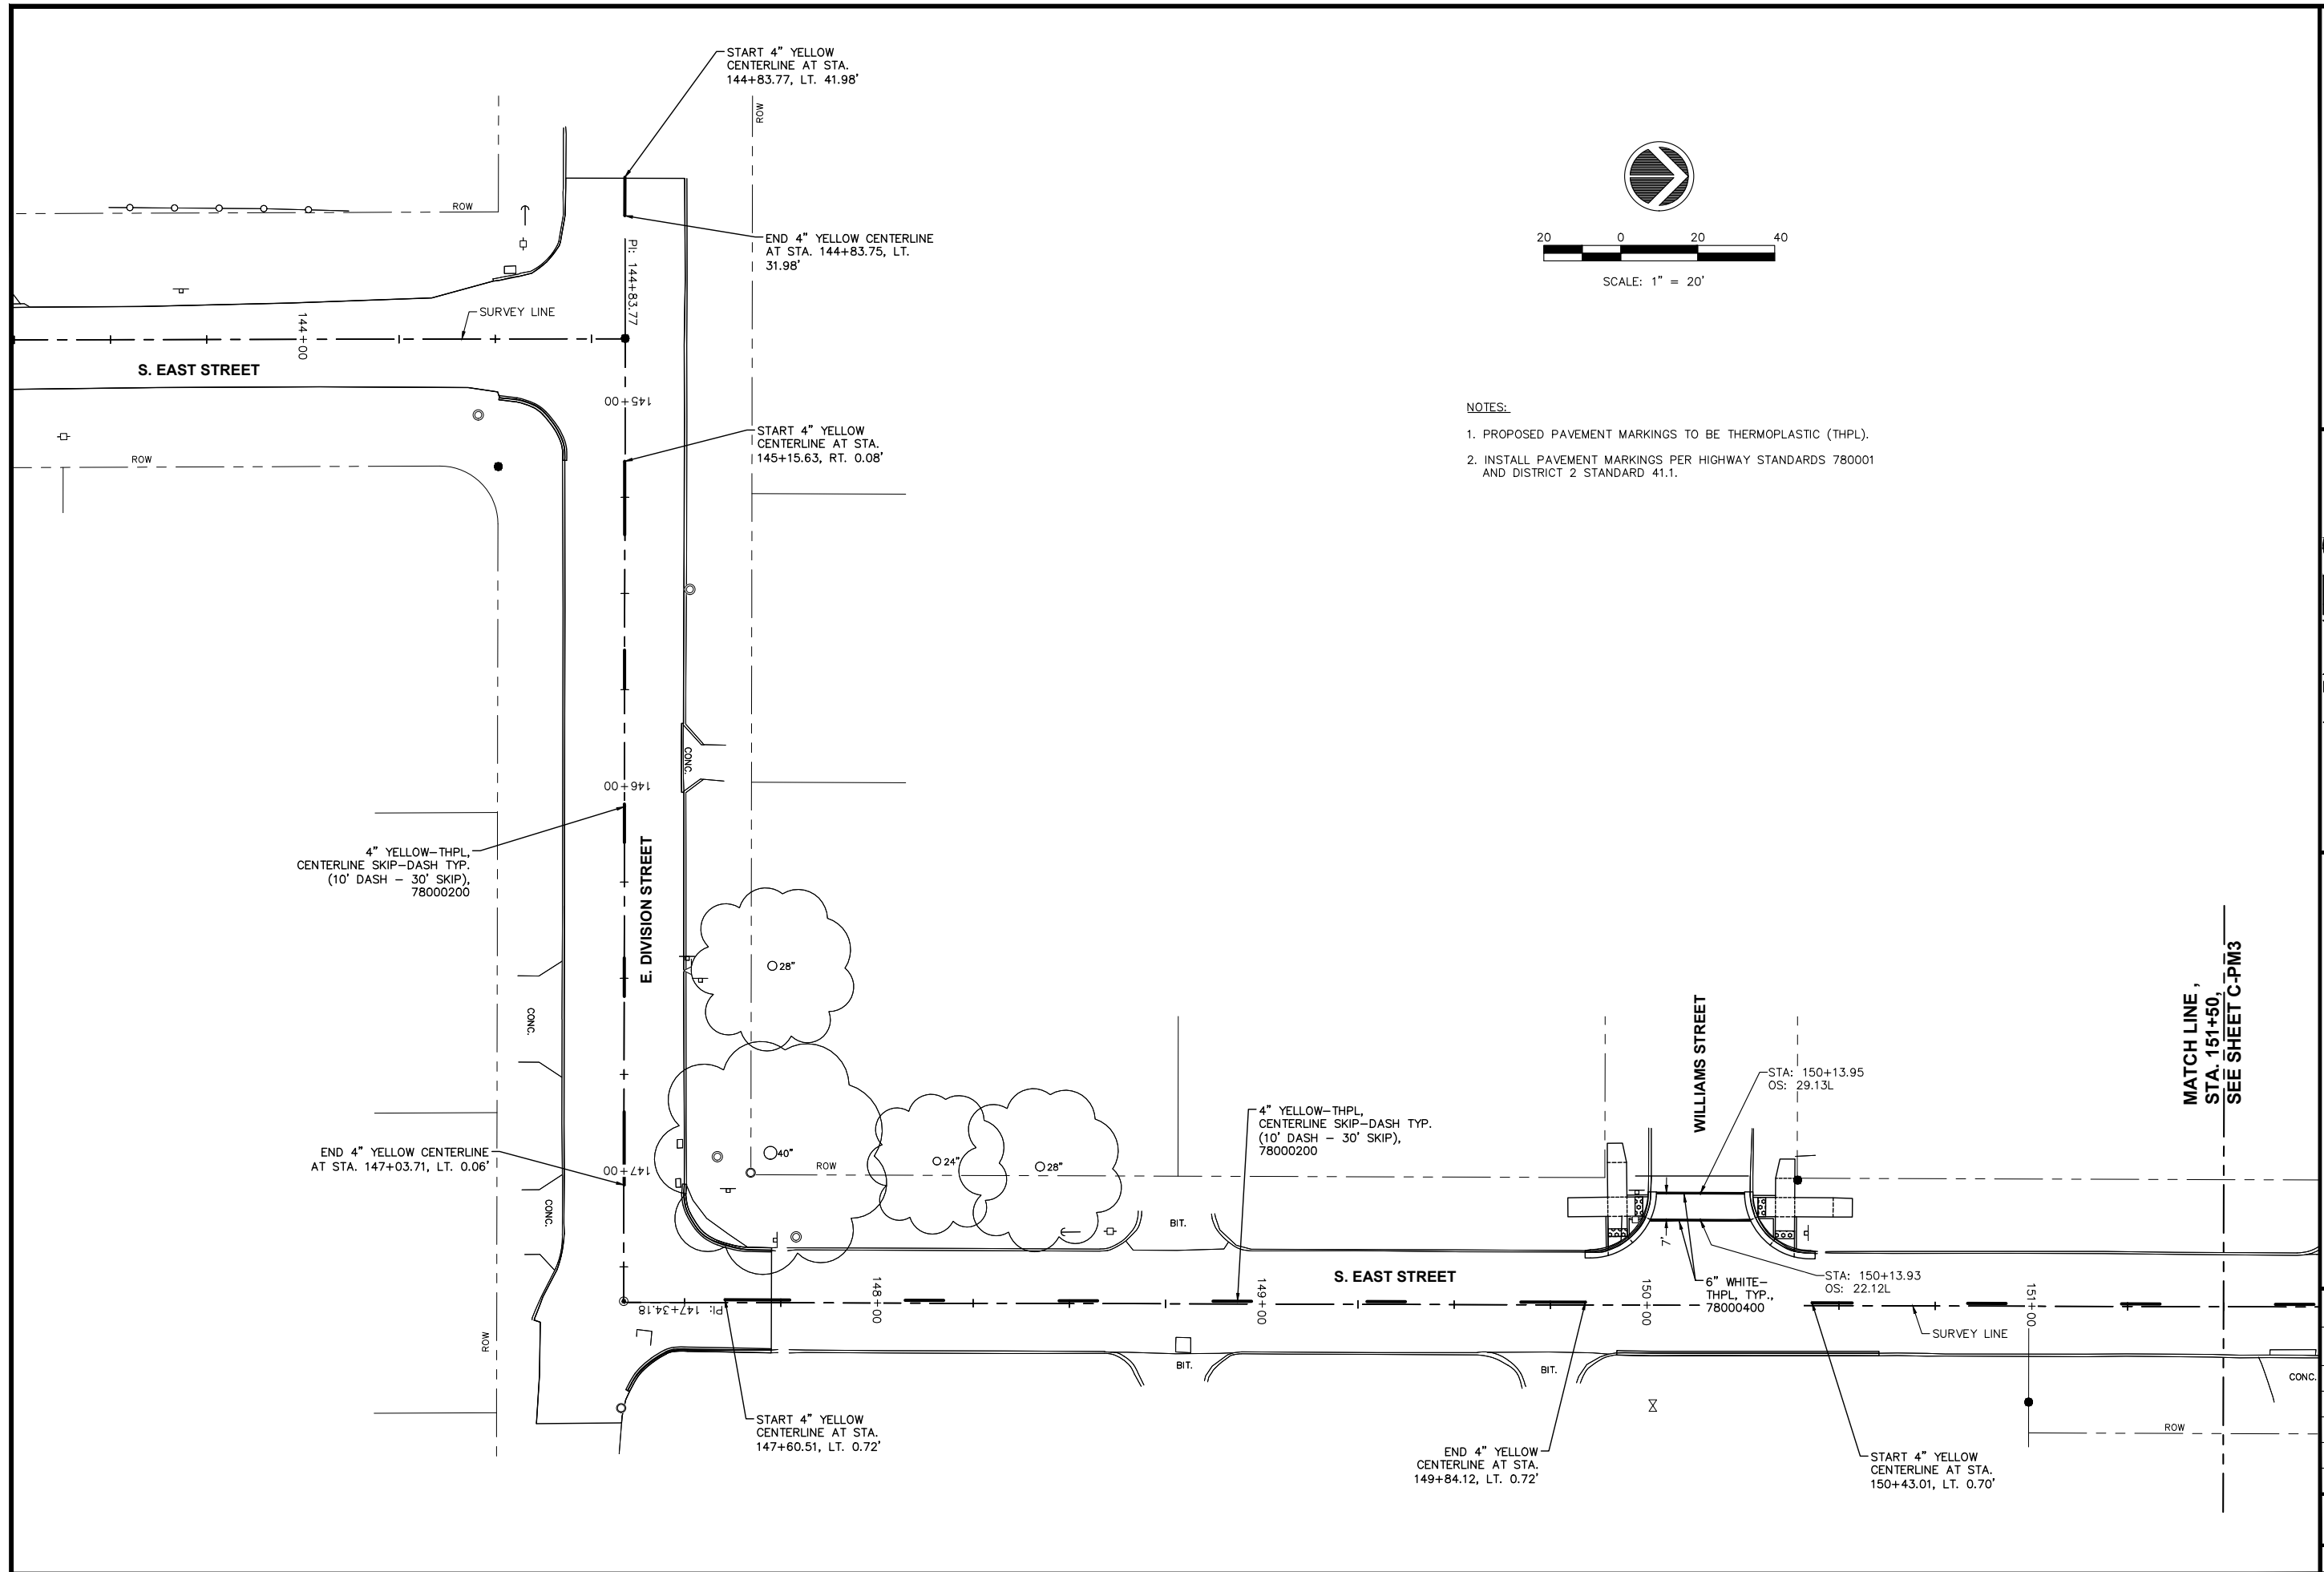 START 4" YELLOW
CENTERLINE AT STA.
144+83.77, LT. 41.98'
ROW
ROW
END 4" YELLOW CENTERLINE
AT STA. 144+83.75, LT.
31.98'
PI: 144+83.77
20 0 20 40
SCALE: 1" = 20'
SURVEY LINE
144+00
S. EAST STREET
145+00
NOTES:
1. PROPOSED PAVEMENT MARKINGS TO BE THERMOPLASTIC (THPL).
2. INSTALL PAVEMENT MARKINGS PER HIGHWAY STANDARDS 780001
AND DISTRICT 2 STANDARD 41.1.
START 4" YELLOW
CENTERLINE AT STA.
145+15.63, RT. 0.08'
ROW
CONC.
146+00
4" YELLOW-THPL,
CENTERLINE SKIP-DASH TYP.
(10' DASH - 30' SKIP),
78000200
E. DIVISION STREET
28"
CONC.
MATCH LINE ,
STA. 151+50,
SEE SHEET C-PM3
WILLIAMS STREET
STA: 150+13.95
OS: 29.13L
4" YELLOW-THPL,
CENTERLINE SKIP-DASH TYP.
(10' DASH - 30' SKIP),
78000200
END 4" YELLOW CENTERLINE
AT STA. 147+03.71, LT. 0.06'
40"
24"
28"
ROW
147+00
CONC.
BIT.
7'
S. EAST STREET
STA: 150+13.93
OS: 22.12L
6" WHITE-
THPL, TYP.,
78000400
PI: 147+34.18
148+00
149+00
150+00
151+00
SURVEY LINE
ROW
BIT.
BIT.
CONC.
START 4" YELLOW
CENTERLINE AT STA.
147+60.51, LT. 0.72'
END 4" YELLOW
CENTERLINE AT STA.
149+84.12, LT. 0.72'
START 4" YELLOW
CENTERLINE AT STA.
150+43.01, LT. 0.70'
ROW